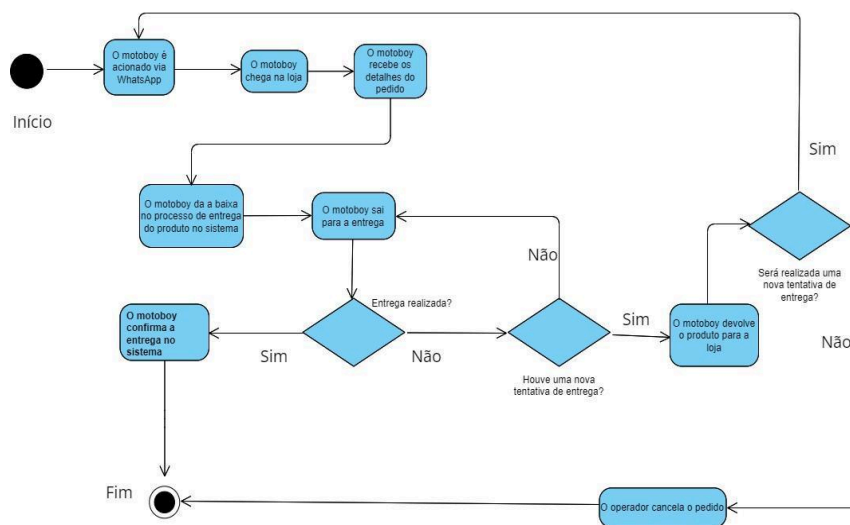 O motoboy é
acionado via
WhatsApp
O motoboy
chega na loja
O motoboy
recebe os
detalhes do
pedido
Início
Sim
O motoboy da a baixa
no processo de entrega
do produto no sistema
O motoboy sai
para a entrega
Não
Será realizada uma
nova tentativa de
entrega?
Entrega realizada?
O motoboy
confirma a
entrega no
sistema
Sim
Não
Houve uma nova
tentativa de entrega?
Sim
O motoboy devolve
o produto para a
loja
Não
Fim
O operador cancela o pedido